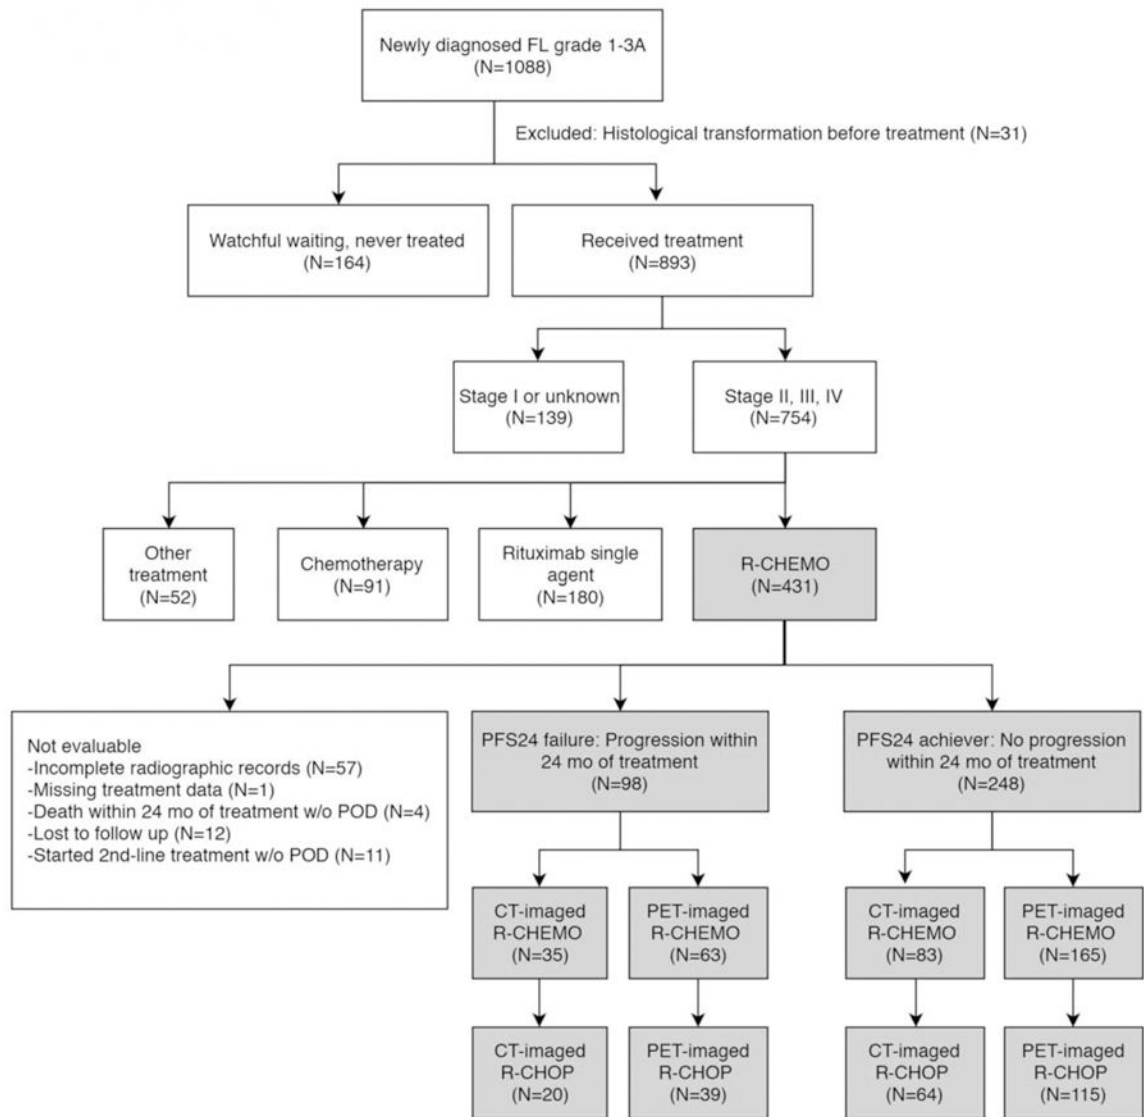 Newly diagnosed FL grade 1-3A
(N=1088)
Excluded: Histological transformation before treatment (N=31)
Watchful waiting, never treated
(N=164)
Received treatment
(N=893)
Stage I or unknown
(N=139)
Stage II, III, IV
(N=754)
Other
treatment
(N=52)
Chemotherapy
(N=91)
Rituximab single
agent
(N=180)
R-CHEMO
(N=431)
Not evaluable
-Incomplete radiographic records (N=57)
-Missing treatment data (N=1)
-Death within 24 mo of treatment w/o POD (N=4)
-Lost to follow up (N=12)
-Started 2nd-line treatment w/o POD (N=11)
PFS24 failure: Progression within
24 mo of treatment
(N=98)
PFS24 achiever: No progression
within 24 mo of treatment
(N=248)
CT-imaged
R-CHEMO
(N=35)
PET-imaged
R-CHEMO
(N=63)
CT-imaged
R-CHEMO
(N=83)
PET-imaged
R-CHEMO
(N=165)
CT-imaged
R-CHOP
(N=20)
PET-imaged
R-CHOP
(N=39)
CT-imaged
R-CHOP
(N=64)
PET-imaged
R-CHOP
(N=115)